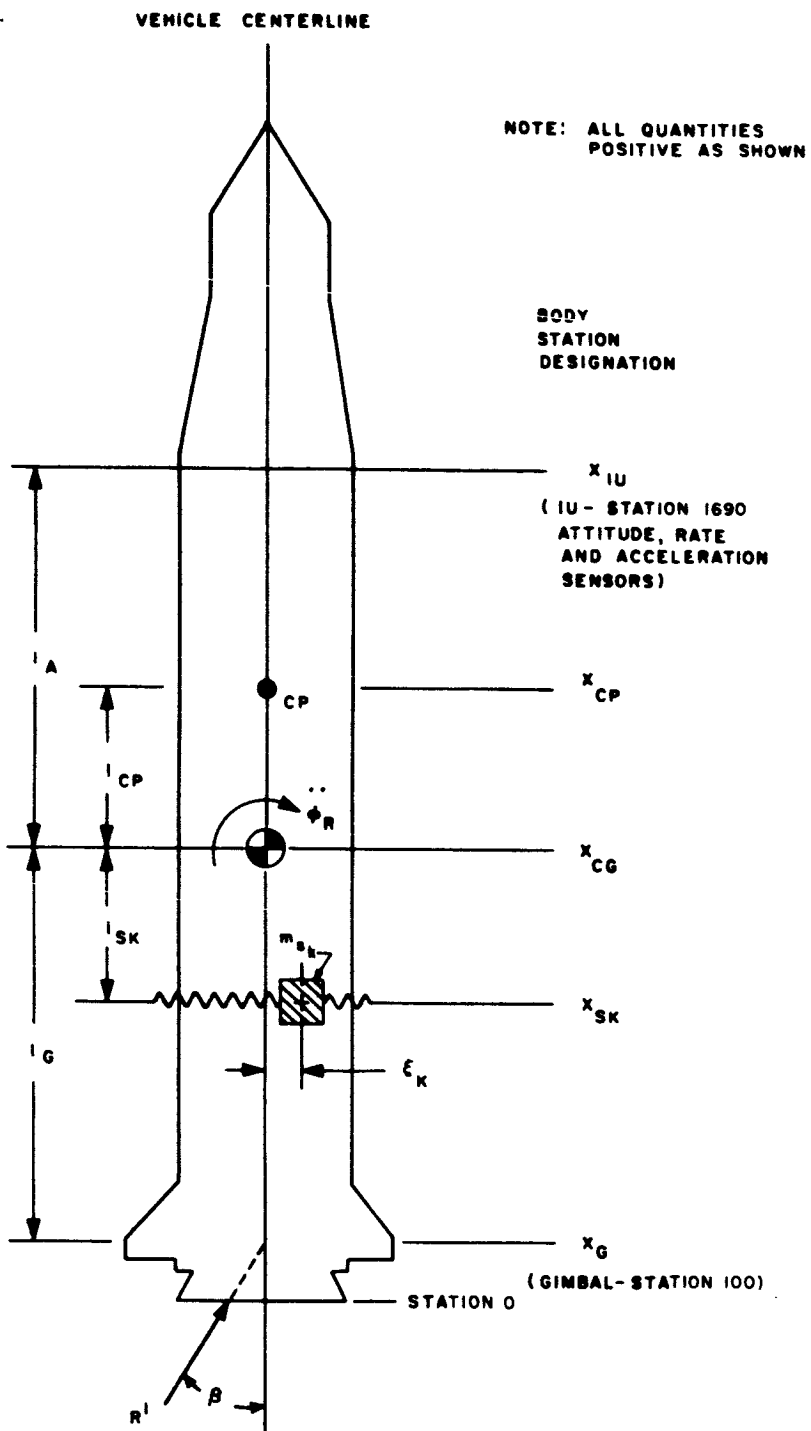 VEHICLE CENTERLINE
NOTE: ALL QUANTITIES
POSITIVE AS SHOWN
BODY
STATION
DESIGNATION
X IU
(IU- STATION 1690
ATTITUDE, RATE
AND ACCELERATION
SENSORS)
l A
CP
X CP
l CP
φ̈ R
X CG
l SK
m s k
X SK
l G
ξ K
X G
(GIMBAL-STATION 100)
STATION 0
R'
β